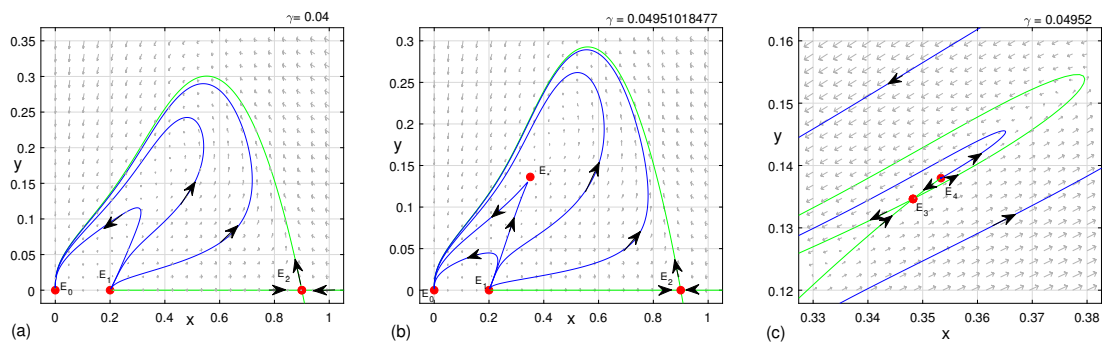 γ= 0.04
0.35
0.3
0.25
0.2
0.15
0.1
0.05
0
y
E0
E1
E2
0 0.2 0.4 0.6 0.8 1
x
(a)
γ = 0.04951018477
0.3
0.25
0.2
0.15
0.1
0.05
0
y
E*
E0
E1
E2
0 0.2 0.4 0.6 0.8 1
x
(b)
γ = 0.04952
0.16
0.15
0.14
0.13
0.12
y
E4
E3
0.33 0.34 0.35 0.36 0.37 0.38
x
(c)